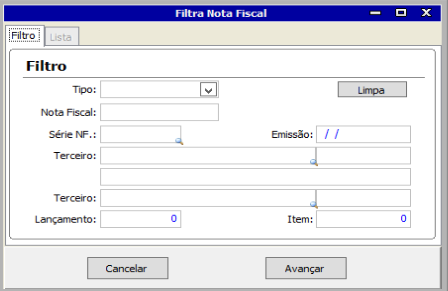 Filtra Nota Fiscal
Filtro Lista
Filtro
Tipo: Limpa
Nota Fiscal:
Série NF.: Emissão: / /
Terceiro:
Terceiro:
Lançamento: 0 Item: 0
Cancelar Avançar